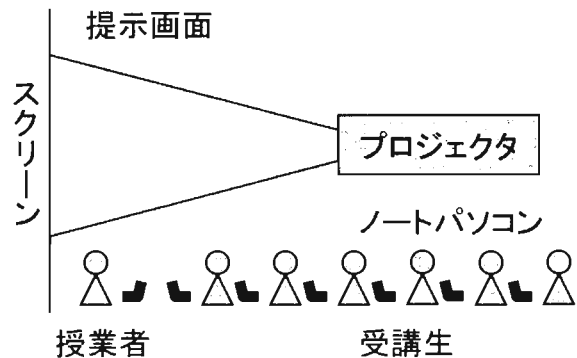 提示画面
スクリーン
プロジェクタ
ノートパソコン
授業者
受講生